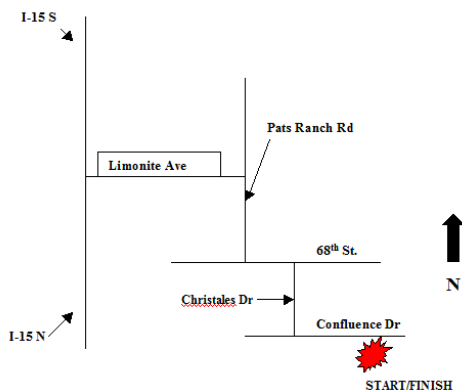 I-15 S
Pats Ranch Rd
Limonite Ave
68th St.
N
Christales Dr
Confluence Dr
I-15 N
START/FINISH